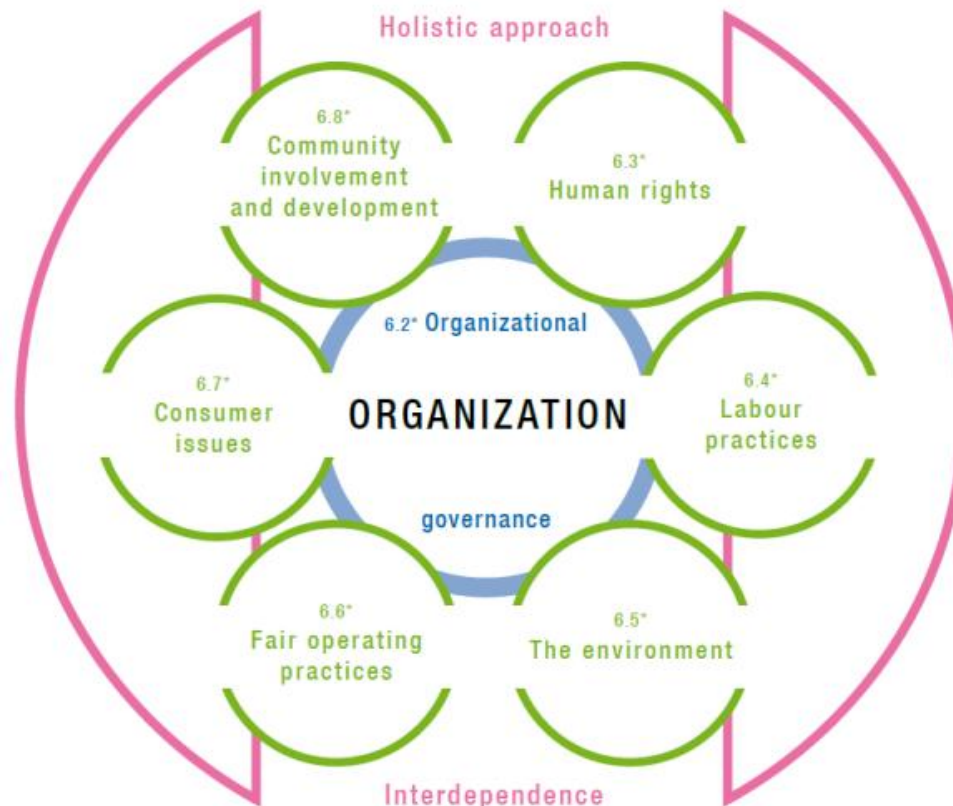 Holistic approach
6.8*
Community
involvement
and development
6.3*
Human rights
6.2* Organizational
6.7*
Consumer
issues
ORGANIZATION
6.4*
Labour
practices
governance
6.6*
Fair operating
practices
6.5*
The environment
Interdependence